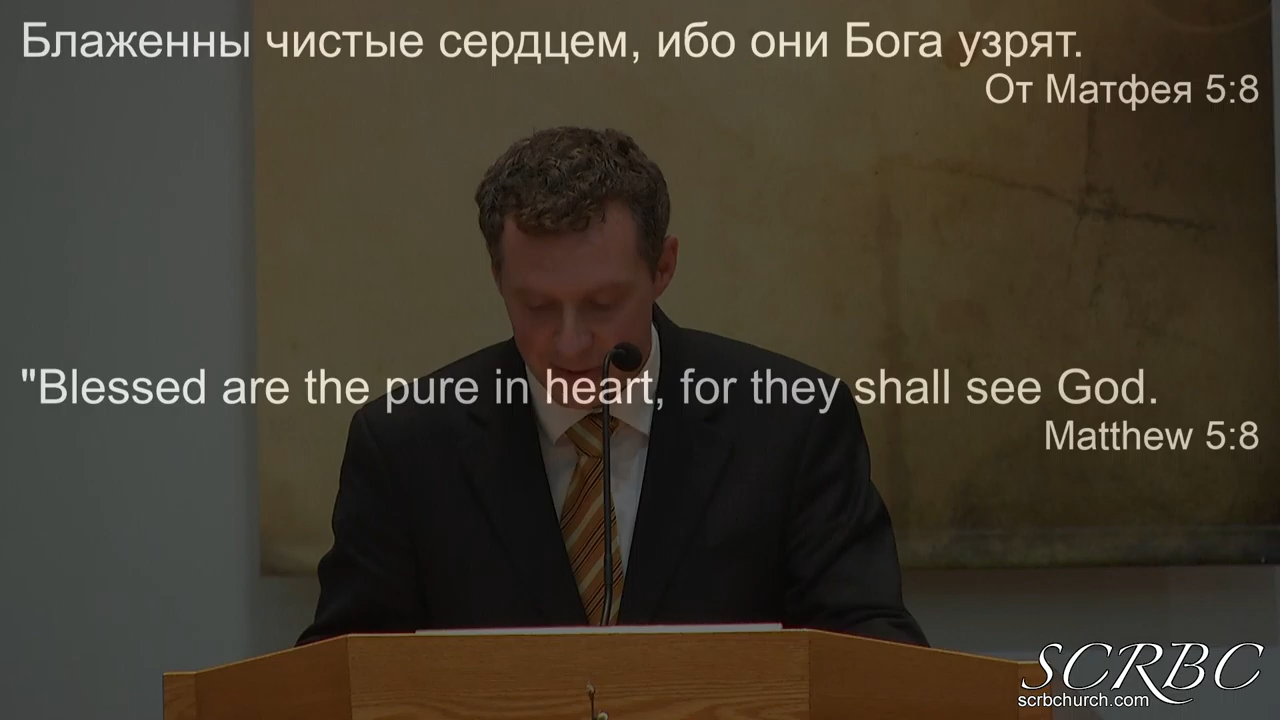 Блаженны чистые сердцем, ибо они Бога узрят.
От Матфея 5:8
"Blessed are the pure in heart, for they shall see God.
Matthew 5:8
SCRBC
scrbchurch.com